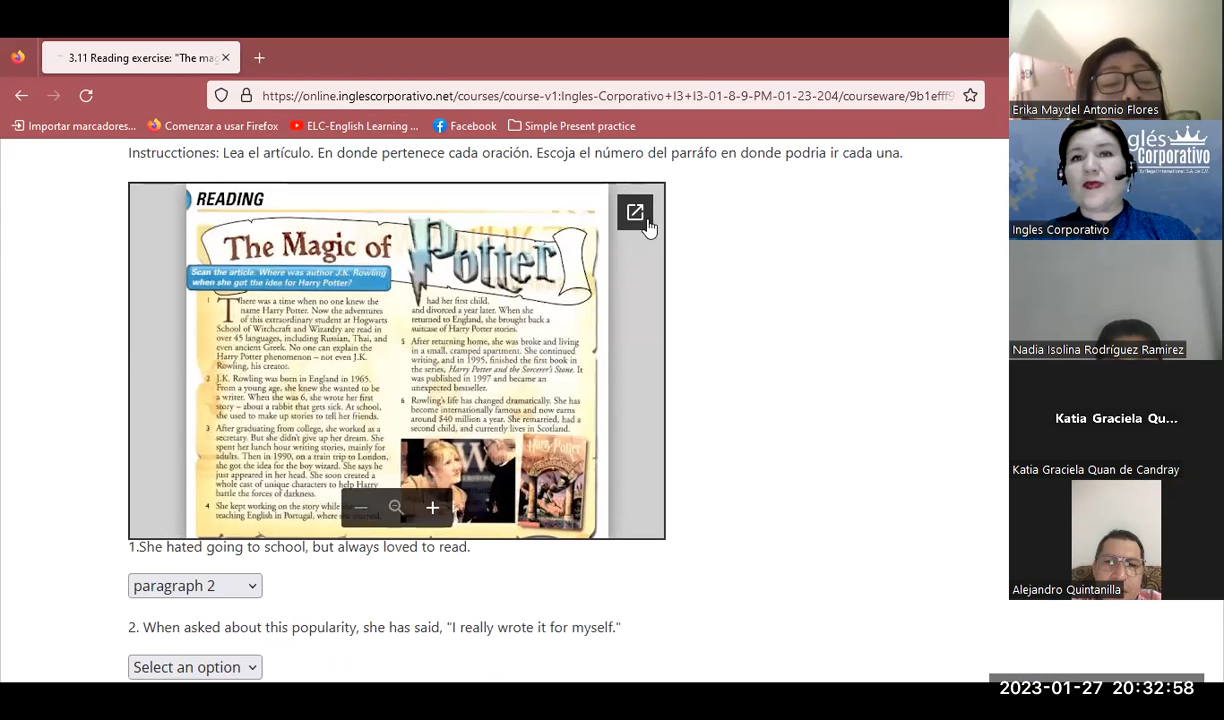 3.11 Reading exercise: "The mag
https://online.inglescorporativo.net/courses/course-v1:Ingles-Corporativo+I3+I3-01-8-9-PM-01-23-204/courseware/9b1efff9
Importar marcadores...
Comenzar a usar Firefox
ELC-English Learning ...
Facebook
Simple Present practice
Instrucctiones: Lea el artículo. En donde pertenece cada oración. Escoja el número del parráfo en donde podria ir cada una.
READING
The Magic of Potter
Scan the article. Where was author J.K. Rowling
when she got the idea for Harry Potter?
1 There was a time when no one knew the
name Harry Potter. Now the adventures
of this extraordinary student at Hogwarts
School of Witchcraft and Wizardry are read in
over 45 languages, including Russian, Thai, and
even ancient Greek. No one can explain the
Harry Potter phenomenon – not even J.K.
Rowling, his creator.
2 J.K. Rowling was born in England in 1965.
From a young age, she knew she wanted to be
a writer. When she was 6, she wrote her first
story – about a rabbit that gets sick. At school,
she used to make up stories to tell her friends.
3 After graduating from college, she worked as a
secretary. But she didn't give up her dream. She
spent her lunch hour writing stories, mainly for
adults. Then in 1990, on a train trip to London,
she got the idea for the boy wizard. She says he
just appeared in her head. She soon created a
whole cast of unique characters to help Harry
battle the forces of darkness.
4 She kept working on the story while
teaching English in Portugal, where she
had her first child.
and divorced a year later. When she
returned to England, she brought back a
suitcase of Harry Potter stories.
5 After returning home, she was broke and living
in a small, cramped apartment. She continued
writing, and in 1995, finished the first book in
the series, Harry Potter and the Sorcerer's Stone. It
was published in 1997 and became an
unexpected bestseller.
6 Rowling's life has changed dramatically. She has
become internationally famous and now earns
around $40 million a year. She remarried, had a
second child, and currently lives in Scotland.
1.She hated going to school, but always loved to read.
paragraph 2
2. When asked about this popularity, she has said, "I really wrote it for myself."
Select an option
Erika Maydel Antonio Flores
glés
Corporativo
Ingles Corporativo
Nadia Isolina Rodríguez Ramirez
Katia Graciela Qu...
Katia Graciela Quan de Candray
Alejandro Quintanilla
2023-01-27 20:32:58